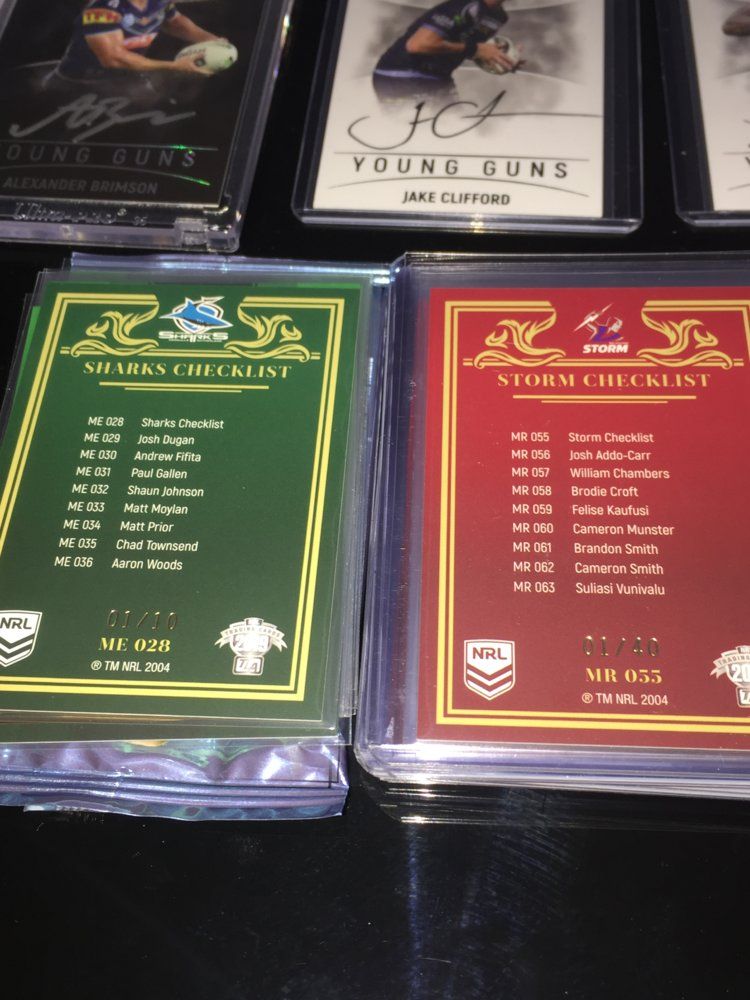 YOUNG GUNS
ALEXANDER BRIMSON
YOUNG GUNS
JAKE CLIFFORD
SHARKS
SHARKS CHECKLIST
ME 028 Sharks Checklist
ME 029 Josh Dugan
ME 030 Andrew Fifita
ME 031 Paul Gallen
ME 032 Shaun Johnson
ME 033 Matt Moylan
ME 034 Matt Prior
ME 035 Chad Townsend
ME 036 Aaron Woods
01/10
NRL
ME 028
® TM NRL 2004
TRADING CARDS
STORM
STORM CHECKLIST
MR 055 Storm Checklist
MR 056 Josh Addo-Carr
MR 057 William Chambers
MR 058 Brodie Croft
MR 059 Felise Kaufusi
MR 060 Cameron Munster
MR 061 Brandon Smith
MR 062 Cameron Smith
MR 063 Suliasi Vunivalu
01/40
NRL
MR 055
® TM NRL 2004